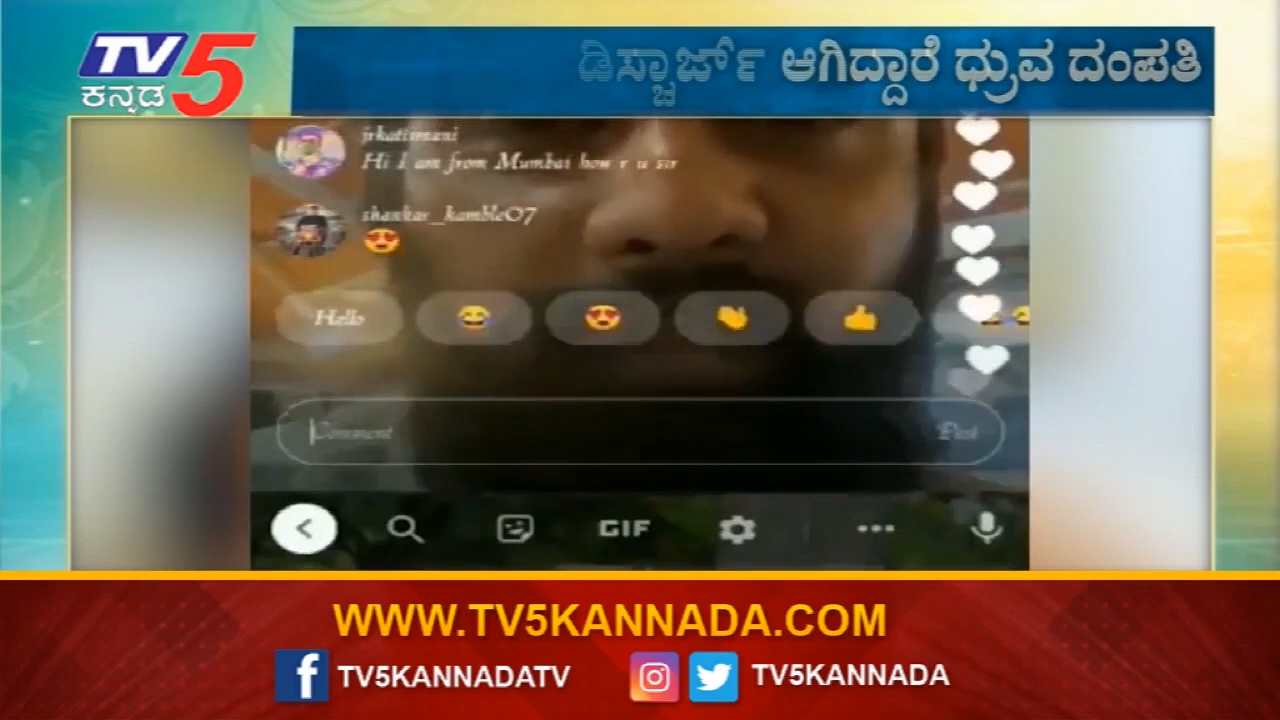 TV5
ಕನ್ನಡ
ಡಿಸ್ಚಾರ್ಜ್ ಆಗಿದ್ದಾರೆ ಧ್ರುವ ದಂಪತಿ
jrkatimani
Hi I am from Mumbai how r u sir
shankar_kamble07
Hello
Comment
Post
GIF
WWW.TV5KANNADA.COM
TV5KANNADATV
TV5KANNADA